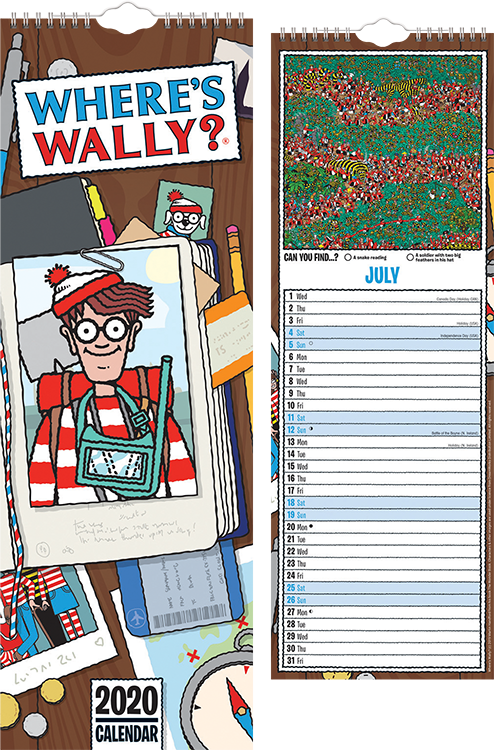 WHERE'S
WALLY?®
2020
CALENDAR
CAN YOU FIND...?
A snake reading
A soldier with two big
feathers in his hat
JULY
1 Wed
Canada Day (Holiday CAN)
2 Thu
3 Fri
Holiday (USA)
4 Sat
Independence Day (USA)
5 Sun
6 Mon
7 Tue
8 Wed
9 Thu
10 Fri
11 Sat
12 Sun
Battle of the Boyne (N. Ireland)
13 Mon
Holiday (N. Ireland)
14 Tue
15 Wed
16 Thu
17 Fri
18 Sat
19 Sun
20 Mon
21 Tue
22 Wed
23 Thu
24 Fri
25 Sat
26 Sun
27 Mon
28 Tue
29 Wed
30 Thu
31 Fri